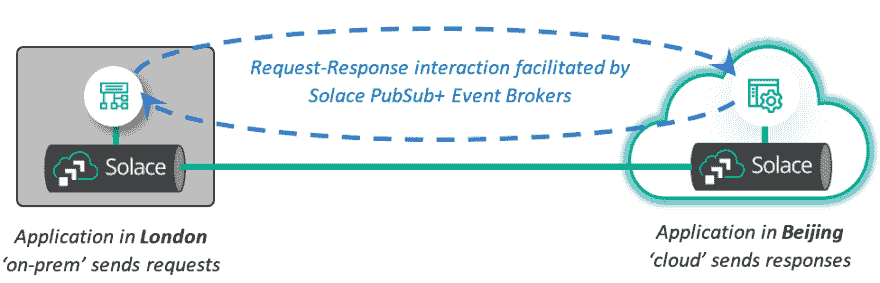 Request-Response interaction facilitated by
Solace PubSub+ Event Brokers
Solace
Solace
Application in London
'on-prem' sends requests
Application in Beijing
'cloud' sends responses